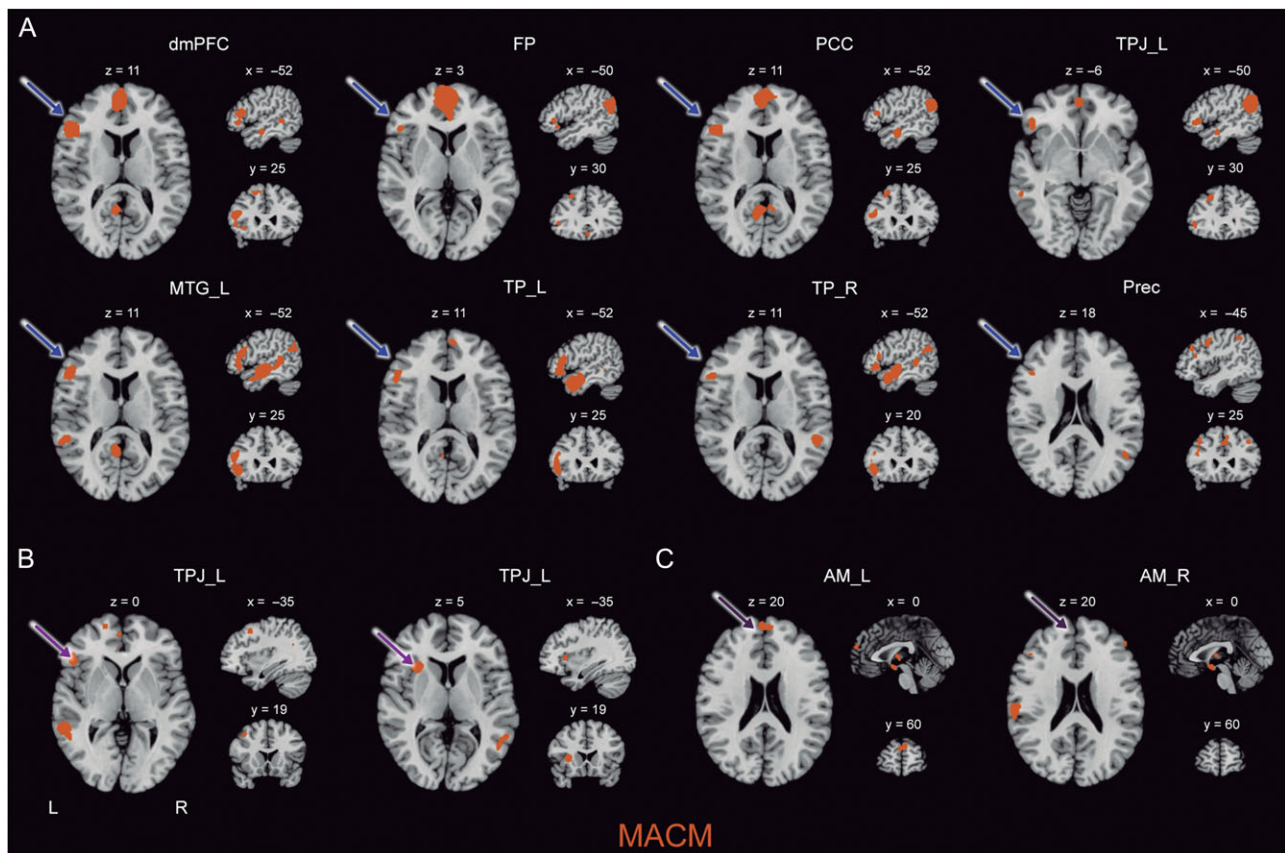 A
dmPFC
FP
PCC
TPJ_L
z = 11
x = –52
z = 3
x = –50
z = 11
x = –52
z = –6
x = –50
y = 25
y = 30
y = 25
y = 30
MTG_L
TP_L
TP_R
Prec
z = 11
x = –52
z = 11
x = –52
z = 11
x = –52
z = 18
x = –45
y = 25
y = 25
y = 20
y = 25
B
TPJ_L
TPJ_L
C
AM_L
AM_R
z = 0
x = –35
z = 5
x = –35
z = 20
x = 0
z = 20
x = 0
y = 19
y = 19
y = 60
y = 60
L
R
MACM